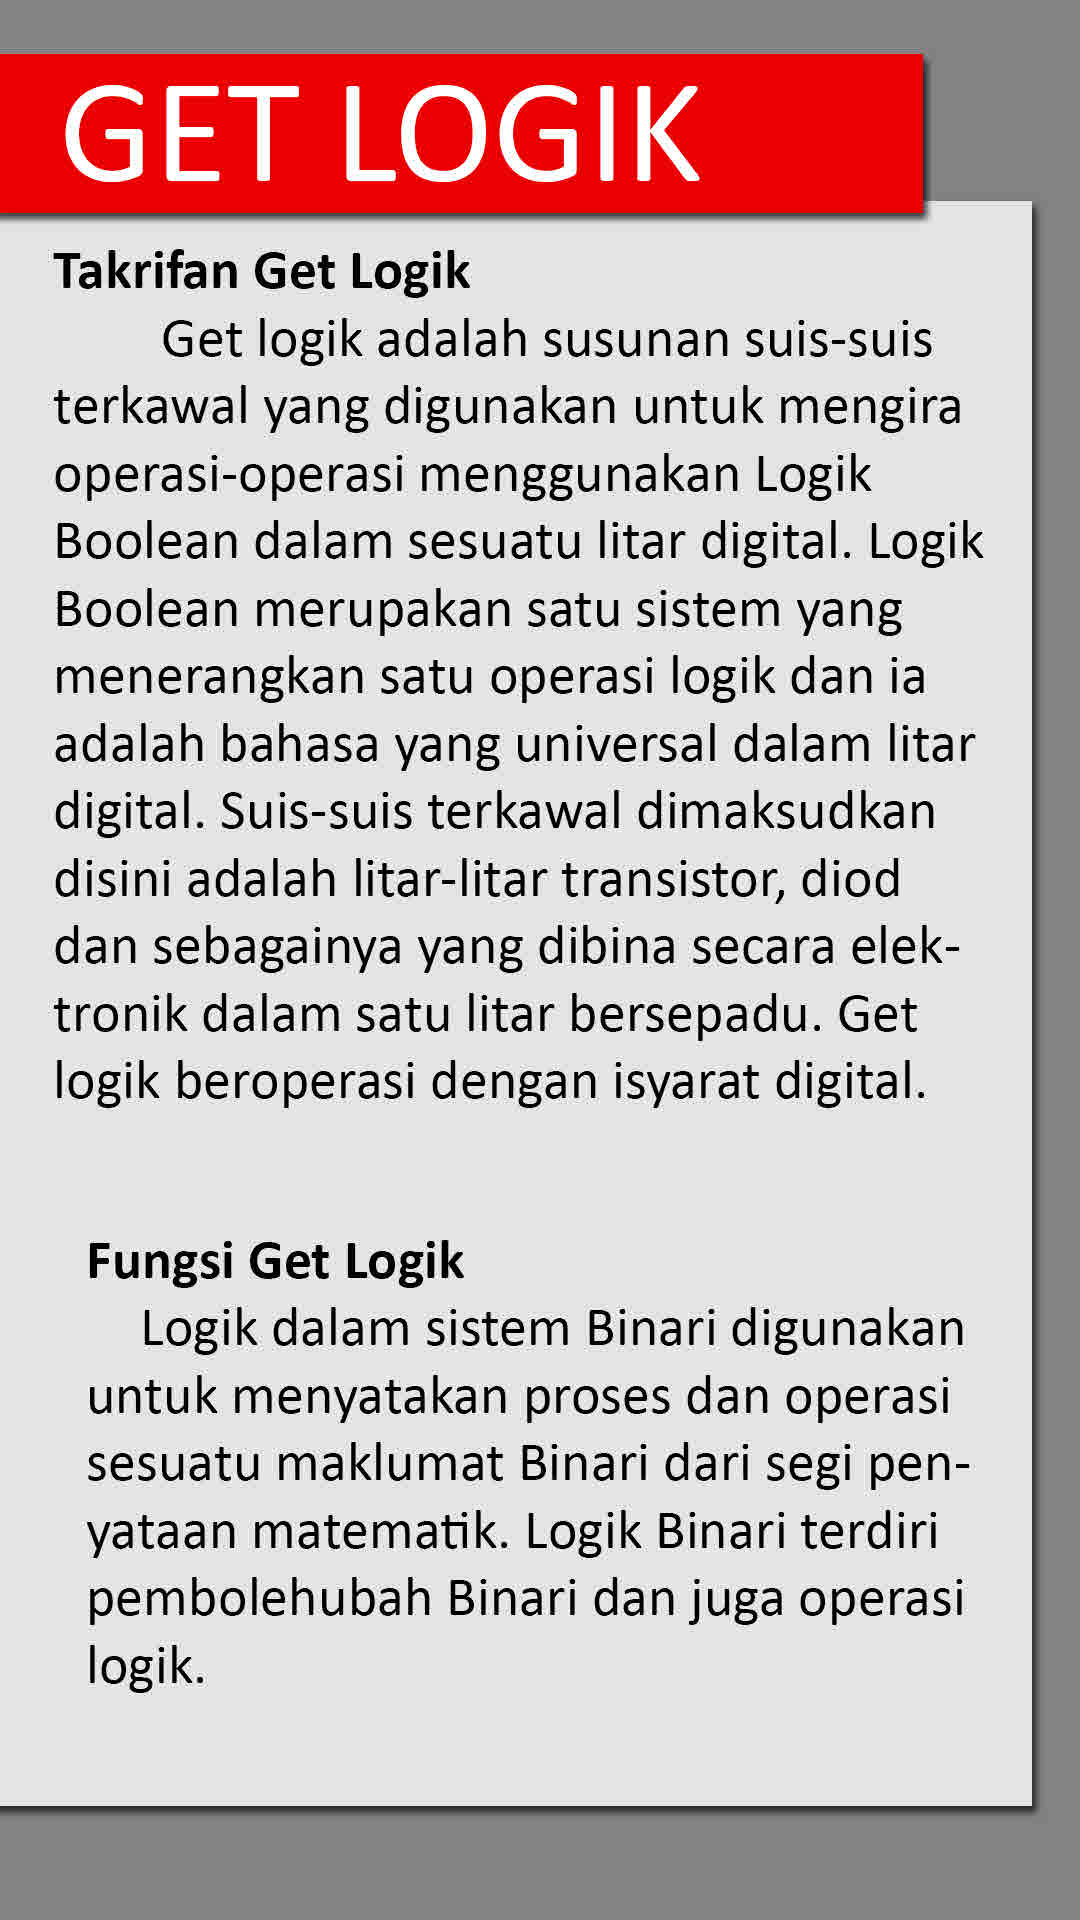 GET LOGIK
Takrifan Get Logik
Get logik adalah susunan suis-suis
terkawal yang digunakan untuk mengira
operasi-operasi menggunakan Logik
Boolean dalam sesuatu litar digital. Logik
Boolean merupakan satu sistem yang
menerangkan satu operasi logik dan ia
adalah bahasa yang universal dalam litar
digital. Suis-suis terkawal dimaksudkan
disini adalah litar-litar transistor, diod
dan sebagainya yang dibina secara elek-
tronik dalam satu litar bersepadu. Get
logik beroperasi dengan isyarat digital.
Fungsi Get Logik
Logik dalam sistem Binari digunakan
untuk menyatakan proses dan operasi
sesuatu maklumat Binari dari segi pen-
yataan matematik. Logik Binari terdiri
pembolehubah Binari dan juga operasi
logik.